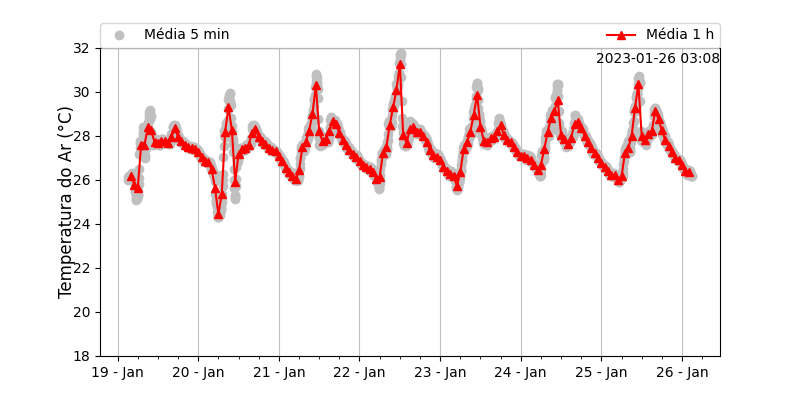 Média 5 min
Média 1 h
2023-01-26 03:08
Temperatura do Ar (°C)
32
30
28
26
24
22
20
18
19 - Jan
20 - Jan
21 - Jan
22 - Jan
23 - Jan
24 - Jan
25 - Jan
26 - Jan